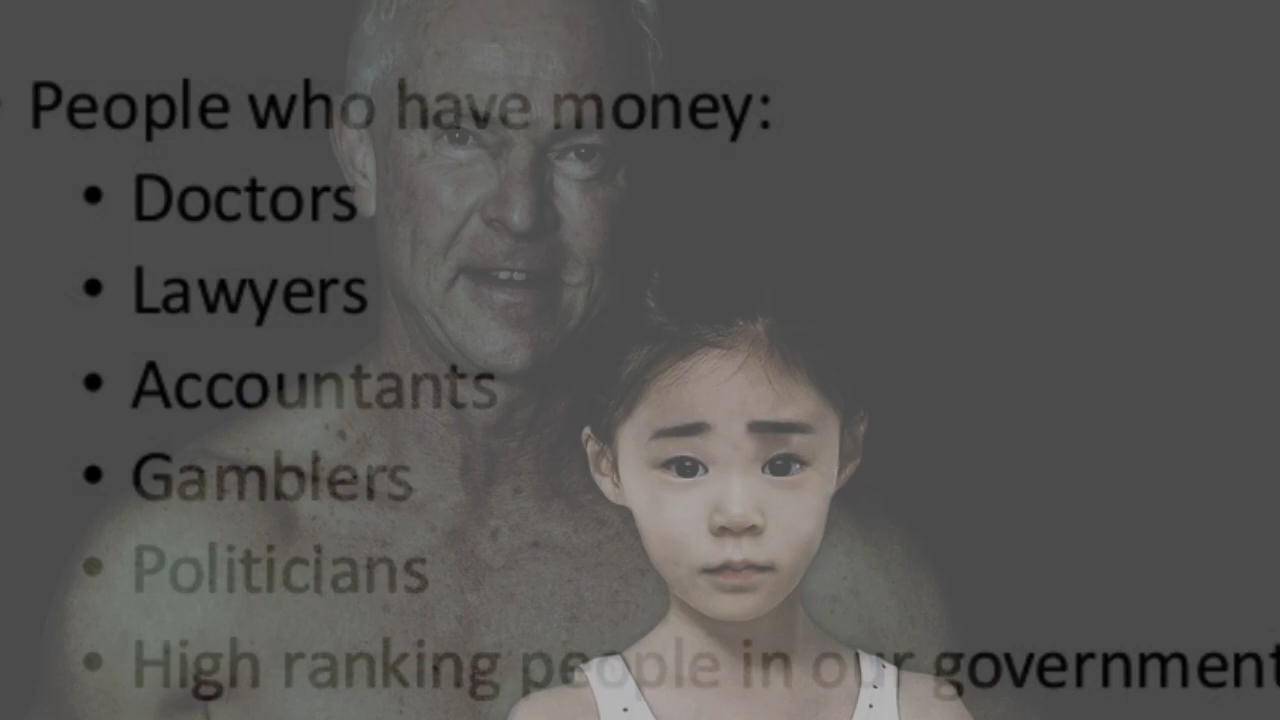 • People who have money:
• Doctors
• Lawyers
• Accountants
• Gamblers
• Politicians
• High ranking people in our government